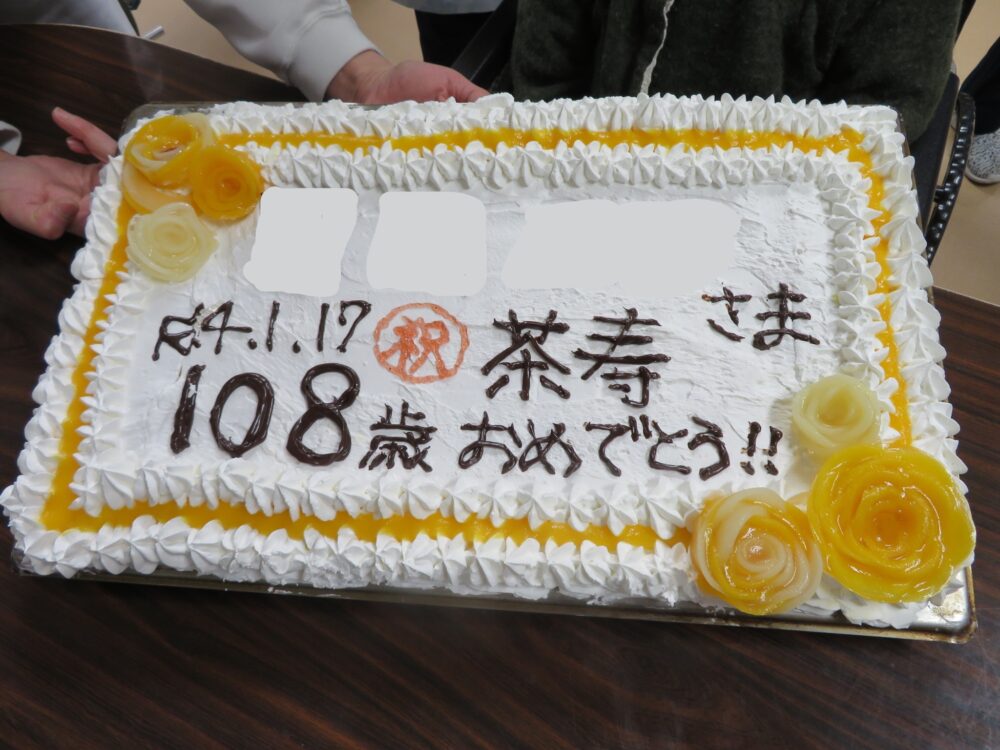 さま
R4.1.17 ㊗ 茶寿
108歳 おめでとう!!